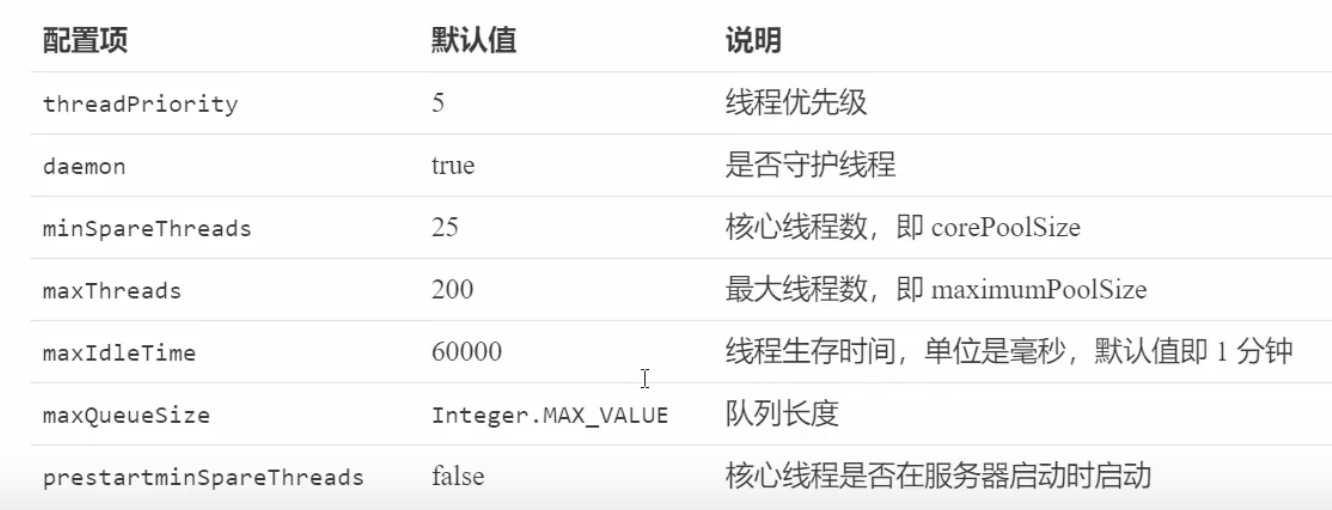 配置项 默认值 说明
threadPriority 5 线程优先级
daemon true 是否守护线程
minSpareThreads 25 核心线程数，即 corePoolSize
maxThreads 200 最大线程数，即 maximumPoolSize
maxIdleTime 60000 线程生存时间，单位是毫秒，默认值即 1 分钟
maxQueueSize Integer.MAX_VALUE 队列长度
prestartminSpareThreads false 核心线程是否在服务器启动时启动